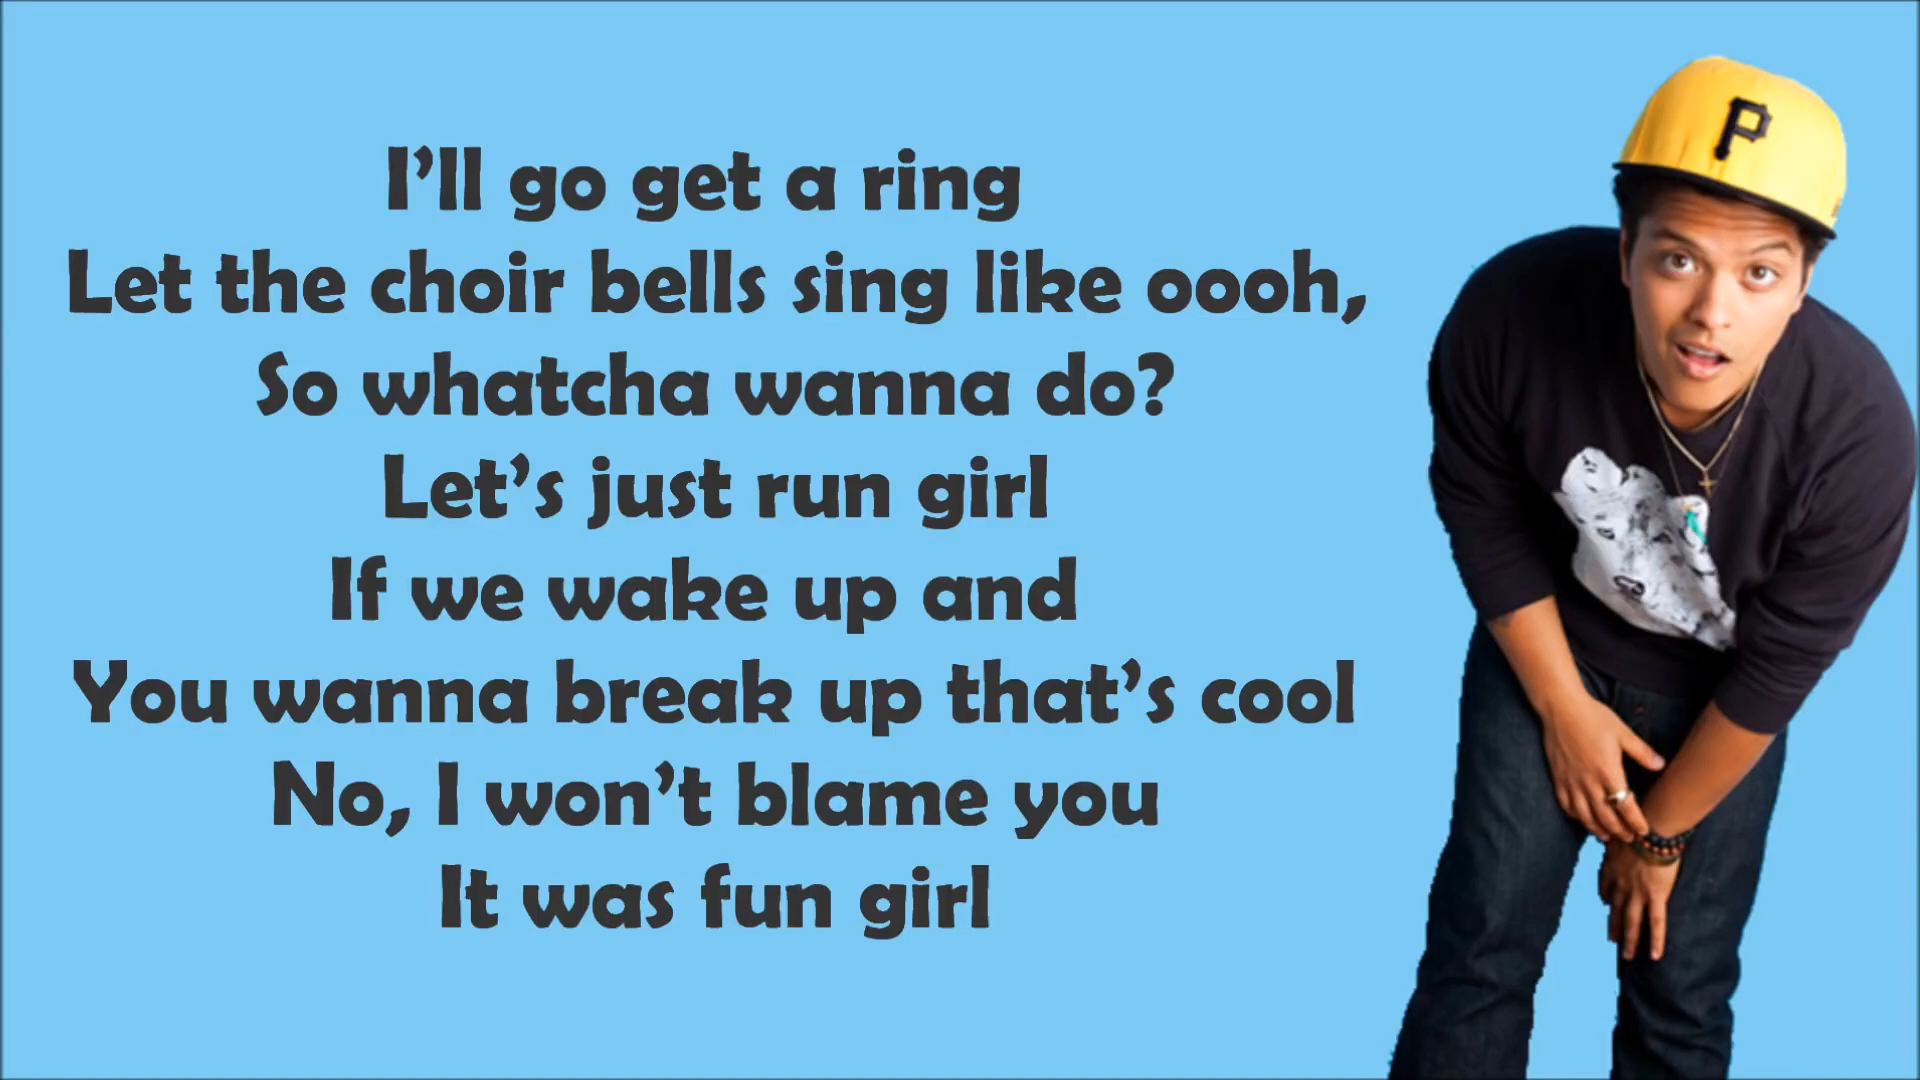 I’ll go get a ring
Let the choir bells sing like oooh,
So whatcha wanna do?
Let’s just run girl
If we wake up and
You wanna break up that’s cool
No, I won’t blame you
It was fun girl
P